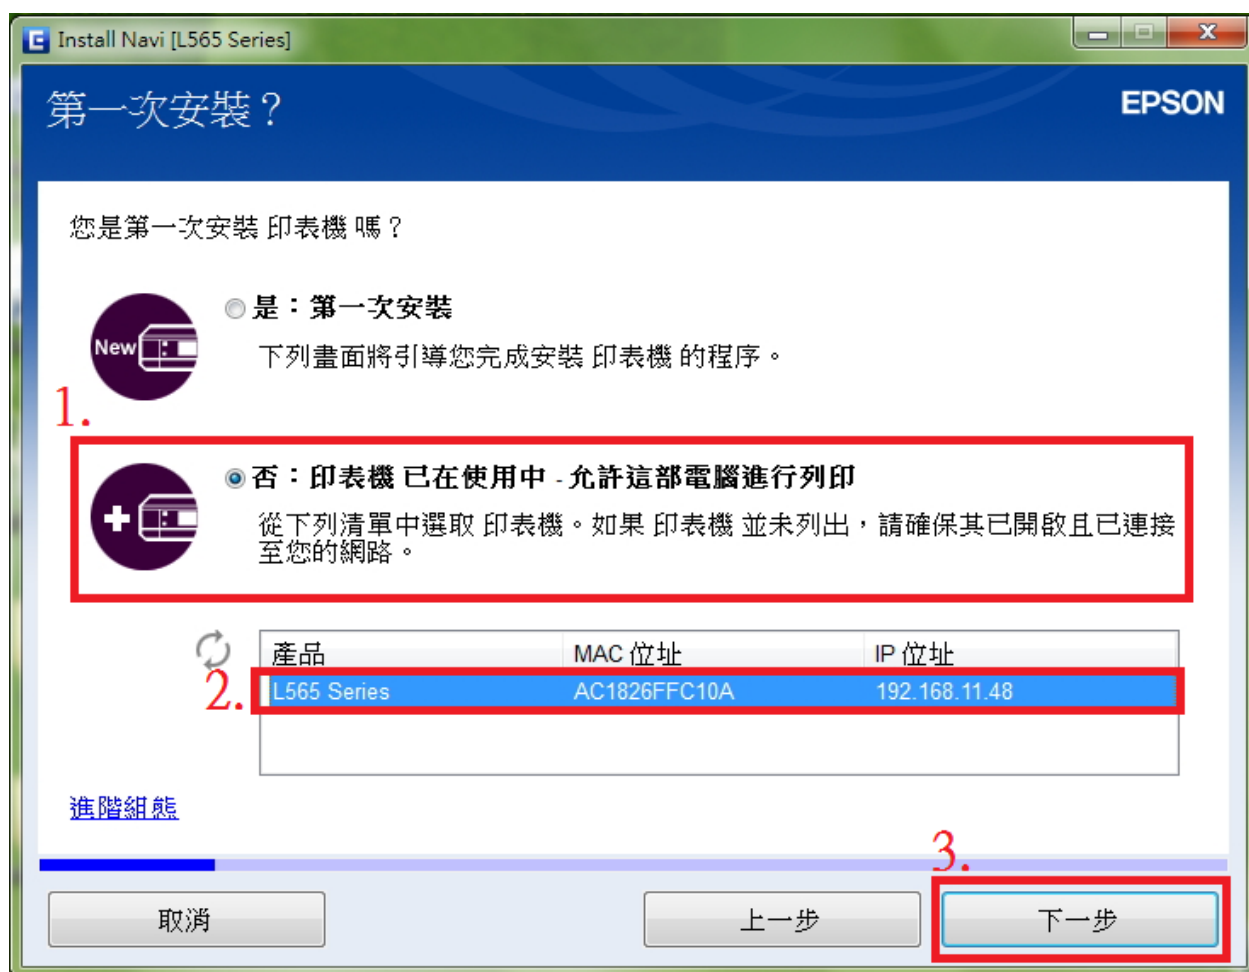 Install Navi [L565 Series]
第一次安裝？
EPSON
您是第一次安裝 印表機 嗎？
是：第一次安裝
New
下列畫面將引導您完成安裝 印表機 的程序。
1.
否：印表機 已在使用中 - 允許這部電腦進行列印
從下列清單中選取 印表機。如果 印表機 並未列出，請確保其已開啟且已連接
至您的網路。
產品 MAC 位址 IP 位址
2.
L565 Series AC1826FFC10A 192.168.11.48
進階組態
3.
取消 上一步 下一步